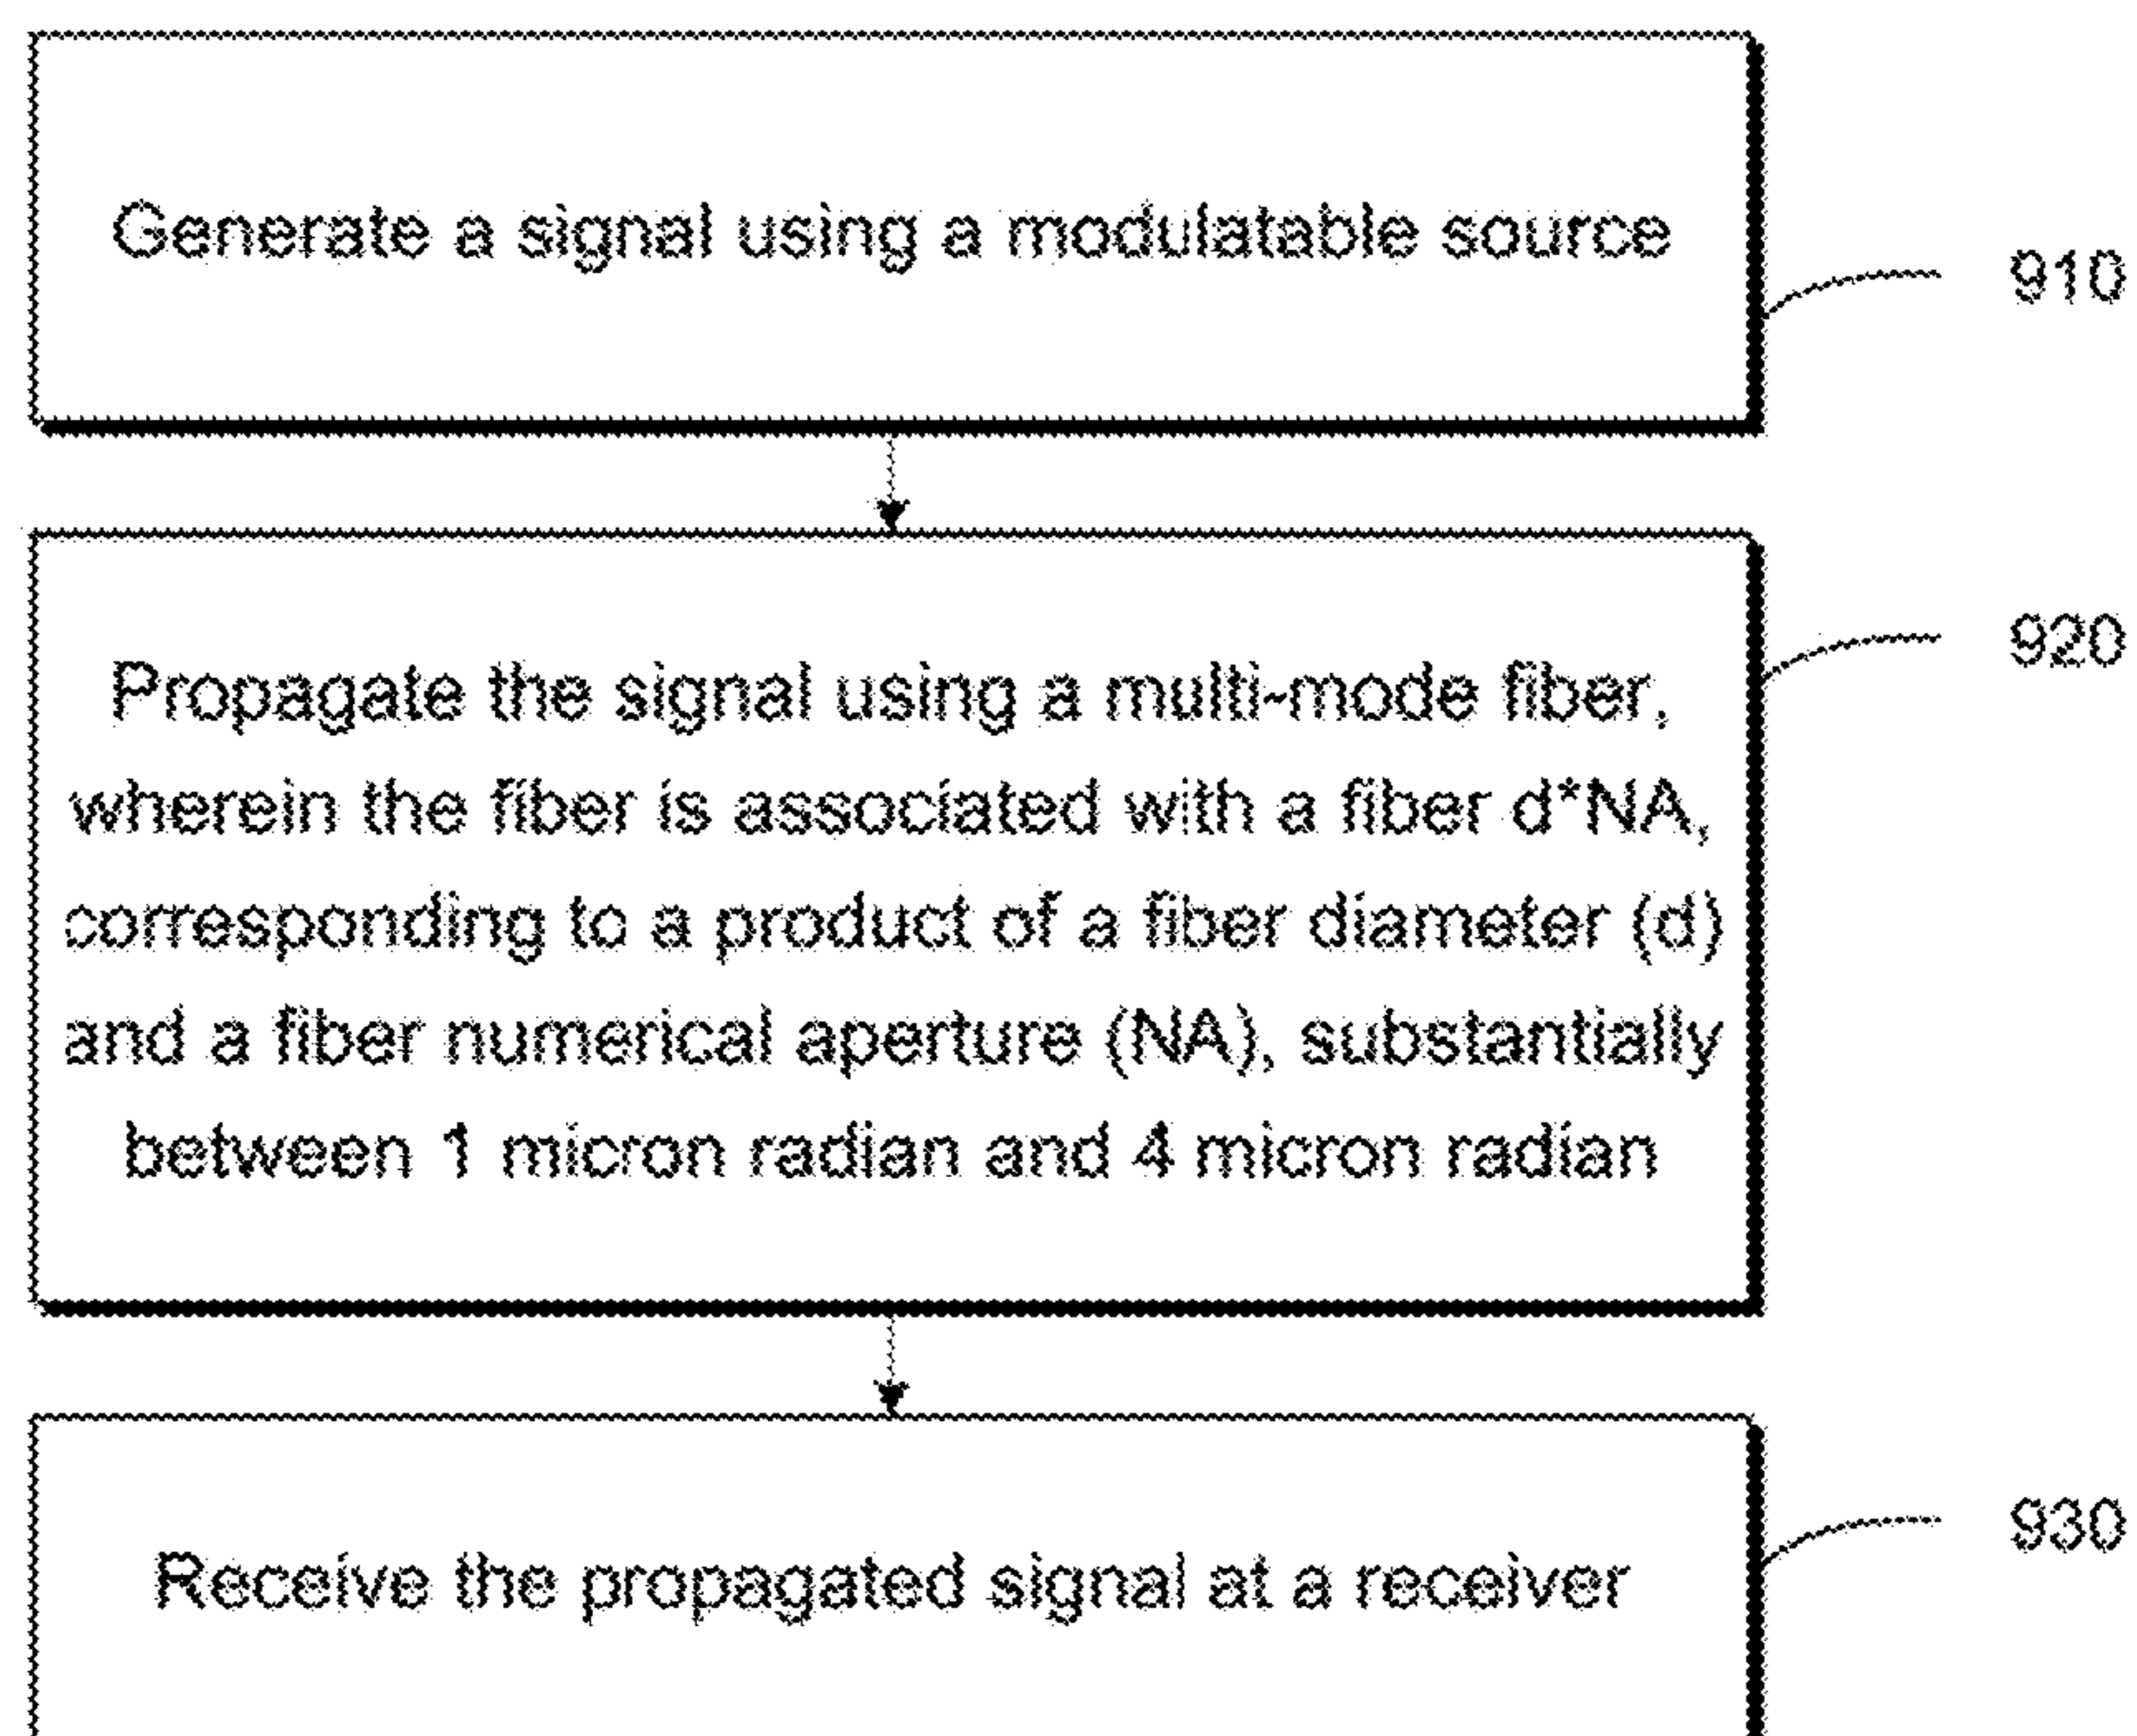 Generate a signal using a modulatable source
910
920
Propagate the signal using a multi-mode fiber,
wherein the fiber is associated with a fiber d*NA,
corresponding to a product of a fiber diameter (d)
and a fiber numerical aperture (NA), substantially
between 1 micron radian and 4 micron radian
930
Receive the propagated signal at a receiver